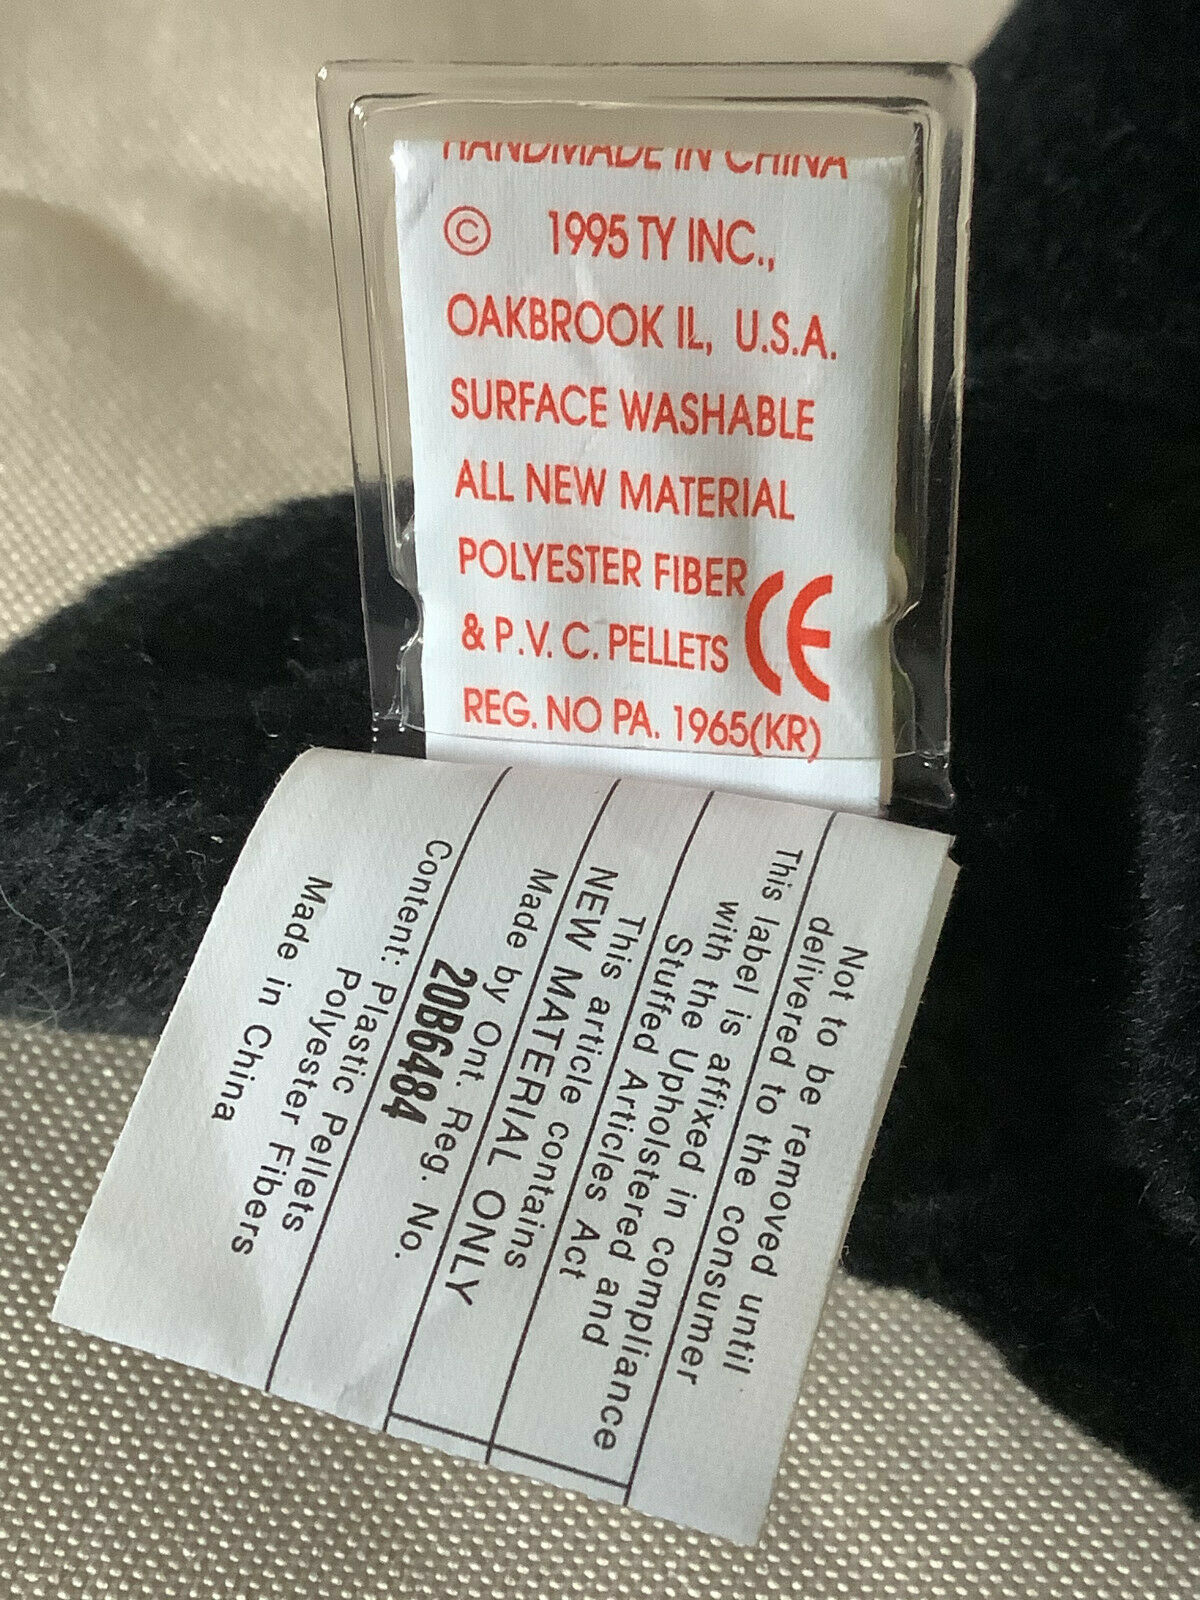 HANDMADE IN CHINA
© 1995 TY INC.,
OAKBROOK IL, U.S.A.
SURFACE WASHABLE
ALL NEW MATERIAL
POLYESTER FIBER
& P.V.C. PELLETS CE
REG. NO PA. 1965(KR)
Not to be removed until
delivered to the consumer
This label is affixed in compliance
with the Upholstered and
Stuffed Articles Act
This article contains
NEW MATERIAL ONLY
Made by Ont. Reg. No.
20B6484
Content: Plastic Pellets
Polyester Fibers
Made in China